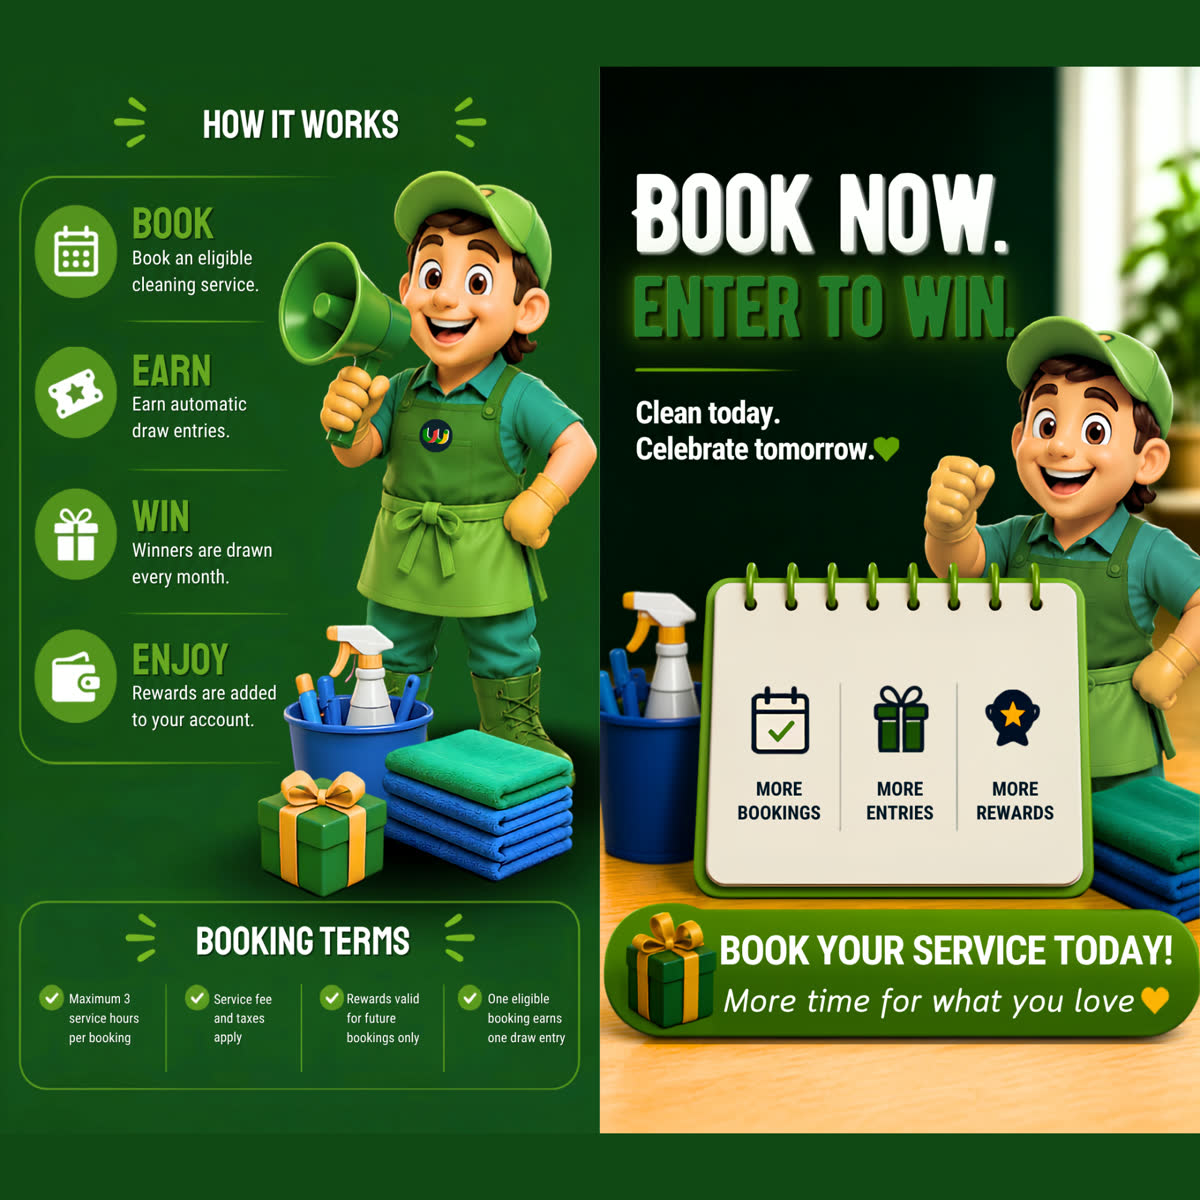 HOW IT WORKS
BOOK
Book an eligible
cleaning service.
EARN
Earn automatic
draw entries.
WIN
Winners are drawn
every month.
ENJOY
Rewards are added
to your account.
BOOKING TERMS
Maximum 3
service hours
per booking
Service fee
and taxes
apply
Rewards valid
for future
bookings only
One eligible
booking earns
one draw entry
BOOK NOW.
ENTER TO WIN.
Clean today.
Celebrate tomorrow.
MORE
BOOKINGS
MORE
ENTRIES
MORE
REWARDS
BOOK YOUR SERVICE TODAY!
More time for what you love